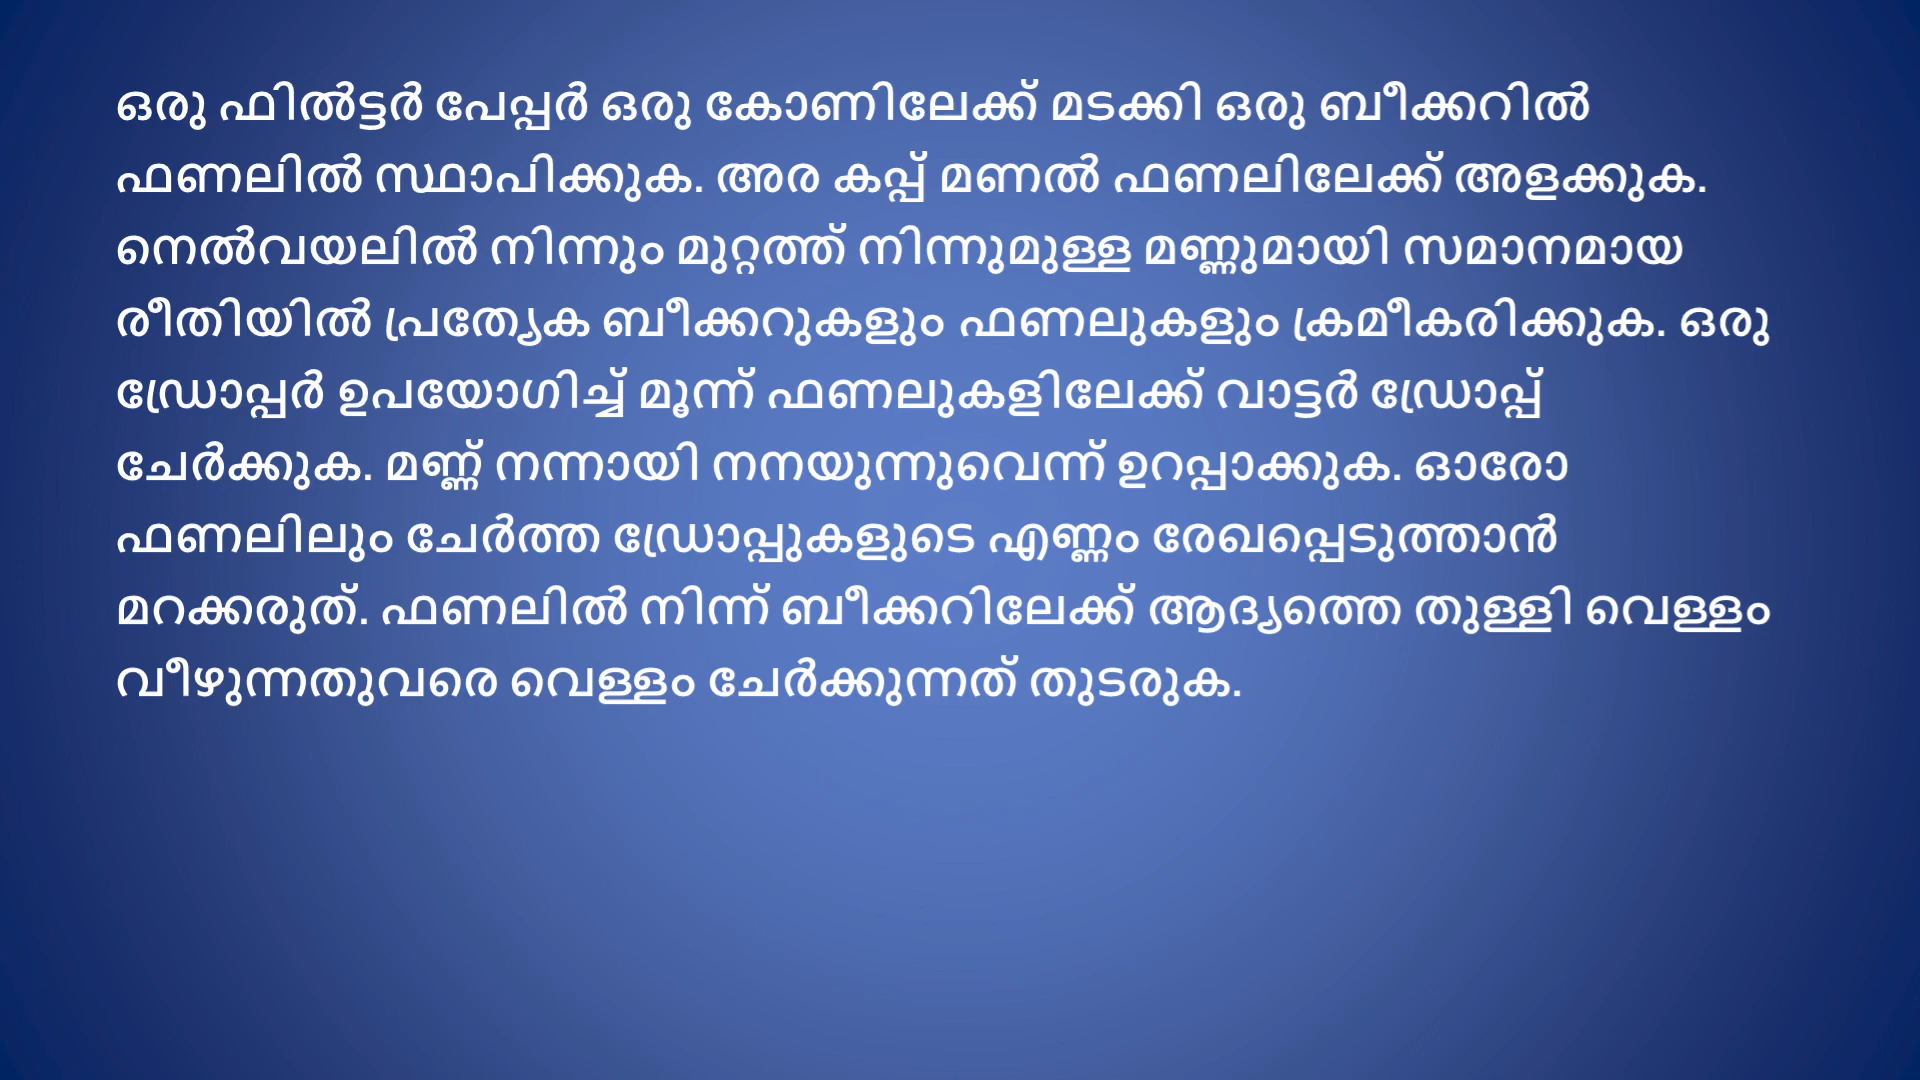 ഒരു ഫിൽട്ടർ പേപ്പർ ഒരു കോണിലേക്ക് മടക്കി ഒരു ബീക്കറിൽ
ഫണലിൽ സ്ഥാപിക്കുക. അര കപ്പ് മണൽ ഫണലിലേക്ക് അളക്കുക.
നെൽവയലിൽ നിന്നും മുറ്റത്ത് നിന്നുമുള്ള മണ്ണുമായി സമാനമായ
രീതിയിൽ പ്രത്യേക ബീക്കറുകളും ഫണലുകളും ക്രമീകരിക്കുക. ഒരു
ഡ്രോപ്പർ ഉപയോഗിച്ച് മൂന്ന് ഫണലുകളിലേക്ക് വാട്ടർ ഡ്രോപ്പ്
ചേർക്കുക. മണ്ണ് നന്നായി നനയുന്നുവെന്ന് ഉറപ്പാക്കുക. ഓരോ
ഫണലിലും ചേർത്ത ഡ്രോപ്പുകളുടെ എണ്ണം രേഖപ്പെടുത്താൻ
മറക്കരുത്. ഫണലിൽ നിന്ന് ബീക്കറിലേക്ക് ആദ്യത്തെ തുള്ളി വെള്ളം
വീഴുന്നതുവരെ വെള്ളം ചേർക്കുന്നത് തുടരുക.